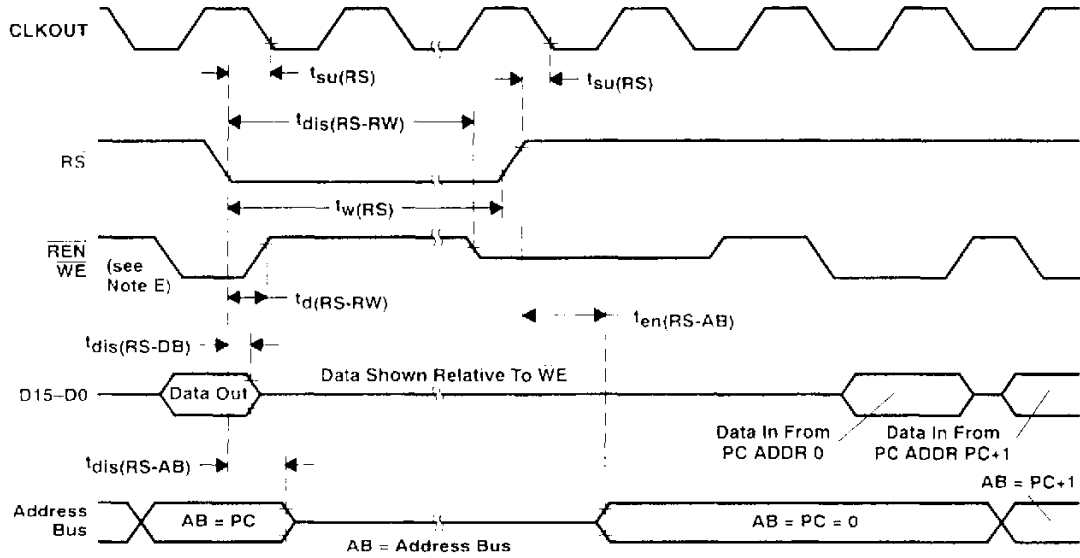 CLKOUT
tsu(RS)
tsu(RS)
tdis(RS-RW)
RS
tw(RS)
REN
WE
(see
Note E)
td(RS-RW)
ten(RS-AB)
tdis(RS-DB)
Data Shown Relative To WE
D15–D0
Data Out
Data In From
PC ADDR 0
Data In From
PC ADDR PC+1
tdis(RS-AB)
AB = PC+1
Address
Bus
AB = PC
AB = PC = 0
AB = Address Bus